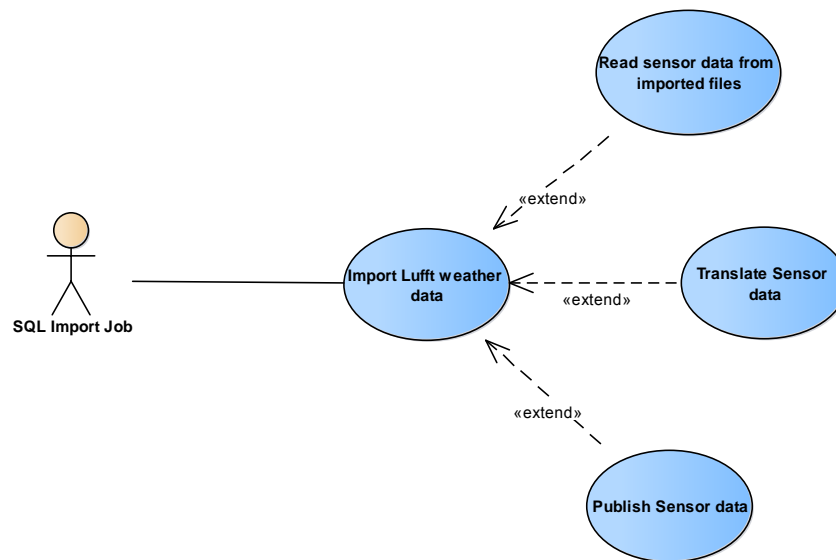 Read sensor data from
imported files
«extend»
SQL Import Job
Import Lufft weather
data
«extend»
Translate Sensor
data
«extend»
Publish Sensor data